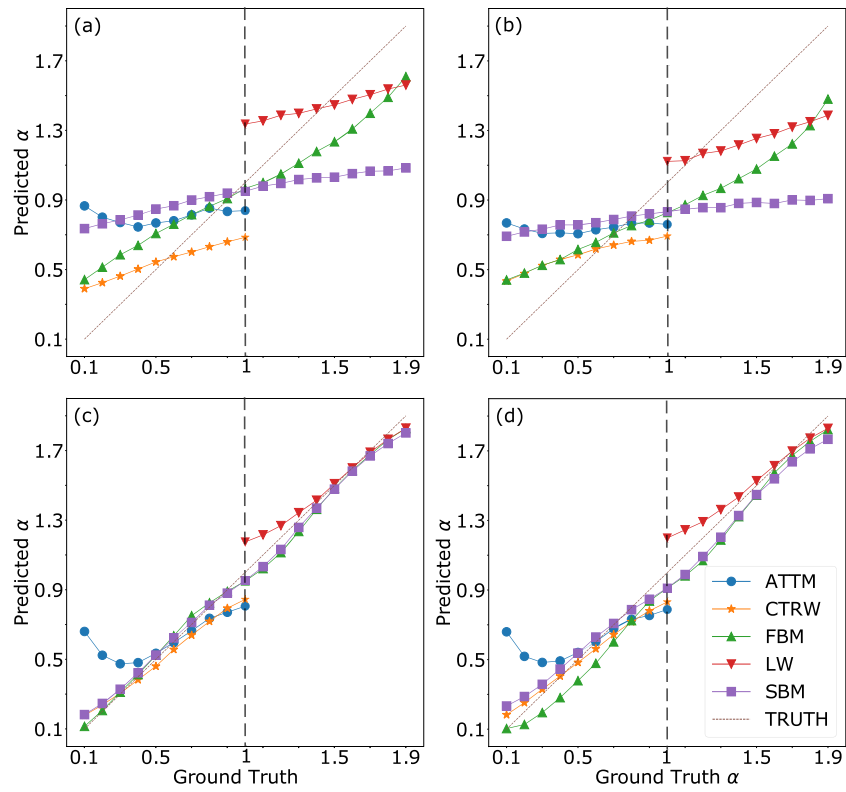 (a)
1.7
1.3
0.9
0.5
0.1
Predicted α
0.1 0.5 1 1.5 1.9
(b)
1.7
1.3
0.9
0.5
0.1
0.1 0.5 1 1.5 1.9
(c)
1.7
1.3
0.9
0.5
0.1
Predicted α
0.1 0.5 1 1.5 1.9
Ground Truth
(d)
1.7
1.3
0.9
0.5
0.1
Predicted α
0.1 0.5 1 1.5 1.9
Ground Truth α
ATTM
CTRW
FBM
LW
SBM
TRUTH